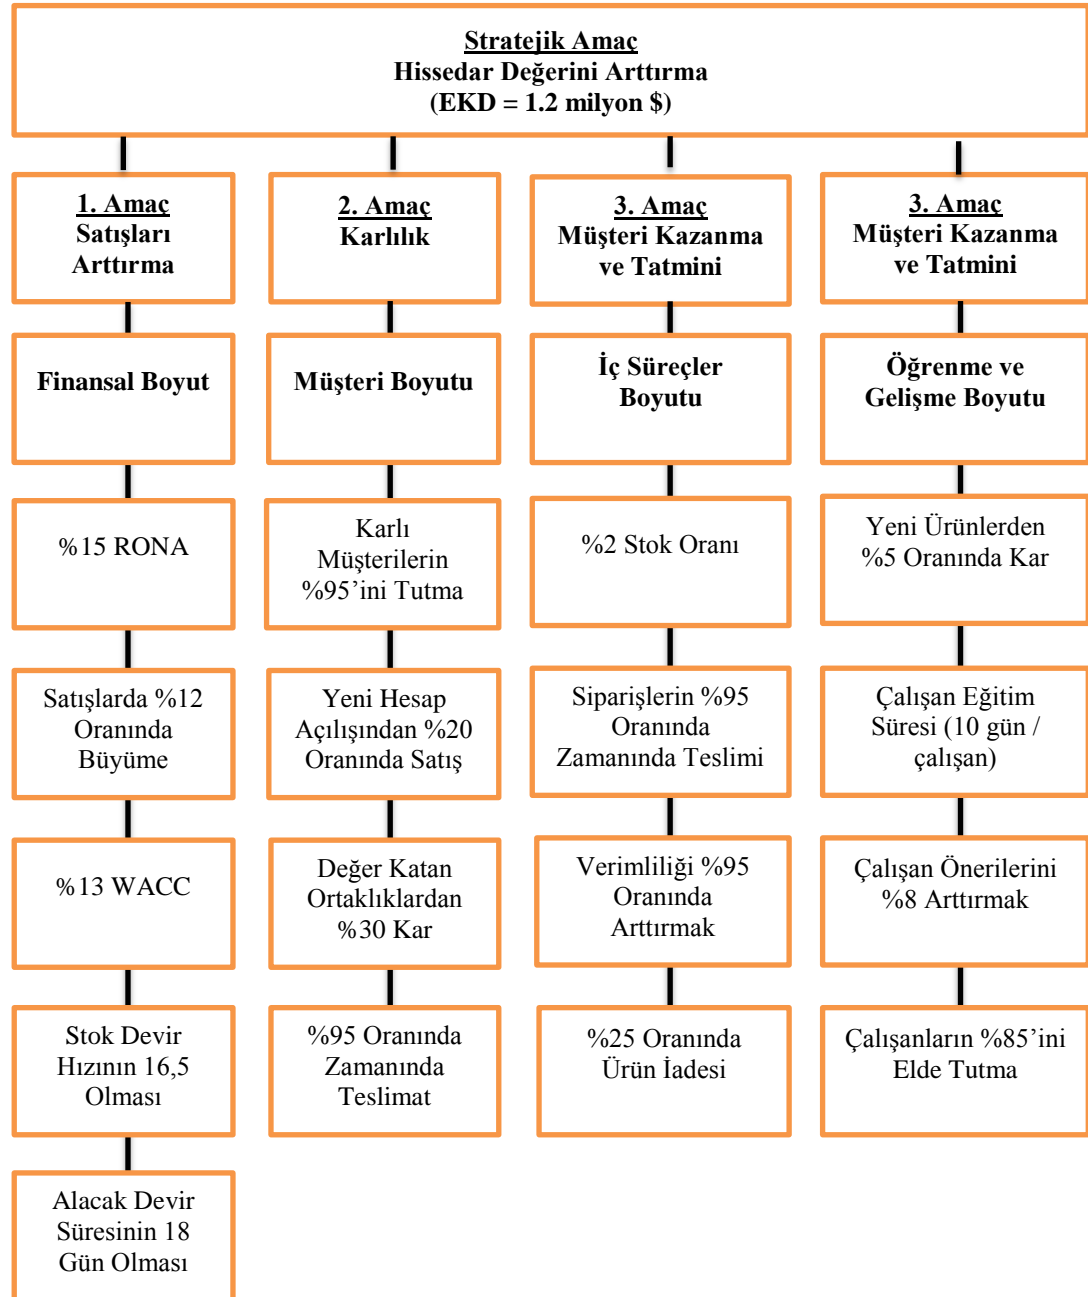 Stratejik Amaç
Hissedar Değerini Arttırma
(EKD = 1.2 milyon $)
1. Amaç
Satışları
Arttırma
2. Amaç
Karlılık
3. Amaç
Müşteri Kazanma
ve Tatmini
3. Amaç
Müşteri Kazanma
ve Tatmini
Finansal Boyut
Müşteri Boyutu
İç Süreçler
Boyutu
Öğrenme ve
Gelişme Boyutu
%15 RONA
Karlı
Müşterilerin
%95’ini Tutma
%2 Stok Oranı
Yeni Ürünlerden
%5 Oranında Kar
Satışlarda %12
Oranında
Büyüme
Yeni Hesap
Açılışından %20
Oranında Satış
Siparişlerin %95
Oranında
Zamanında Teslimi
Çalışan Eğitim
Süresi (10 gün /
çalışan)
%13 WACC
Değer Katan
Ortaklıklardan
%30 Kar
Verimliliği %95
Oranında
Arttırmak
Çalışan Önerilerini
%8 Arttırmak
Stok Devir
Hızının 16,5
Olması
%95 Oranında
Zamanında
Teslimat
%25 Oranında
Ürün İadesi
Çalışanların %85’ini
Elde Tutma
Alacak Devir
Süresinin 18
Gün Olması